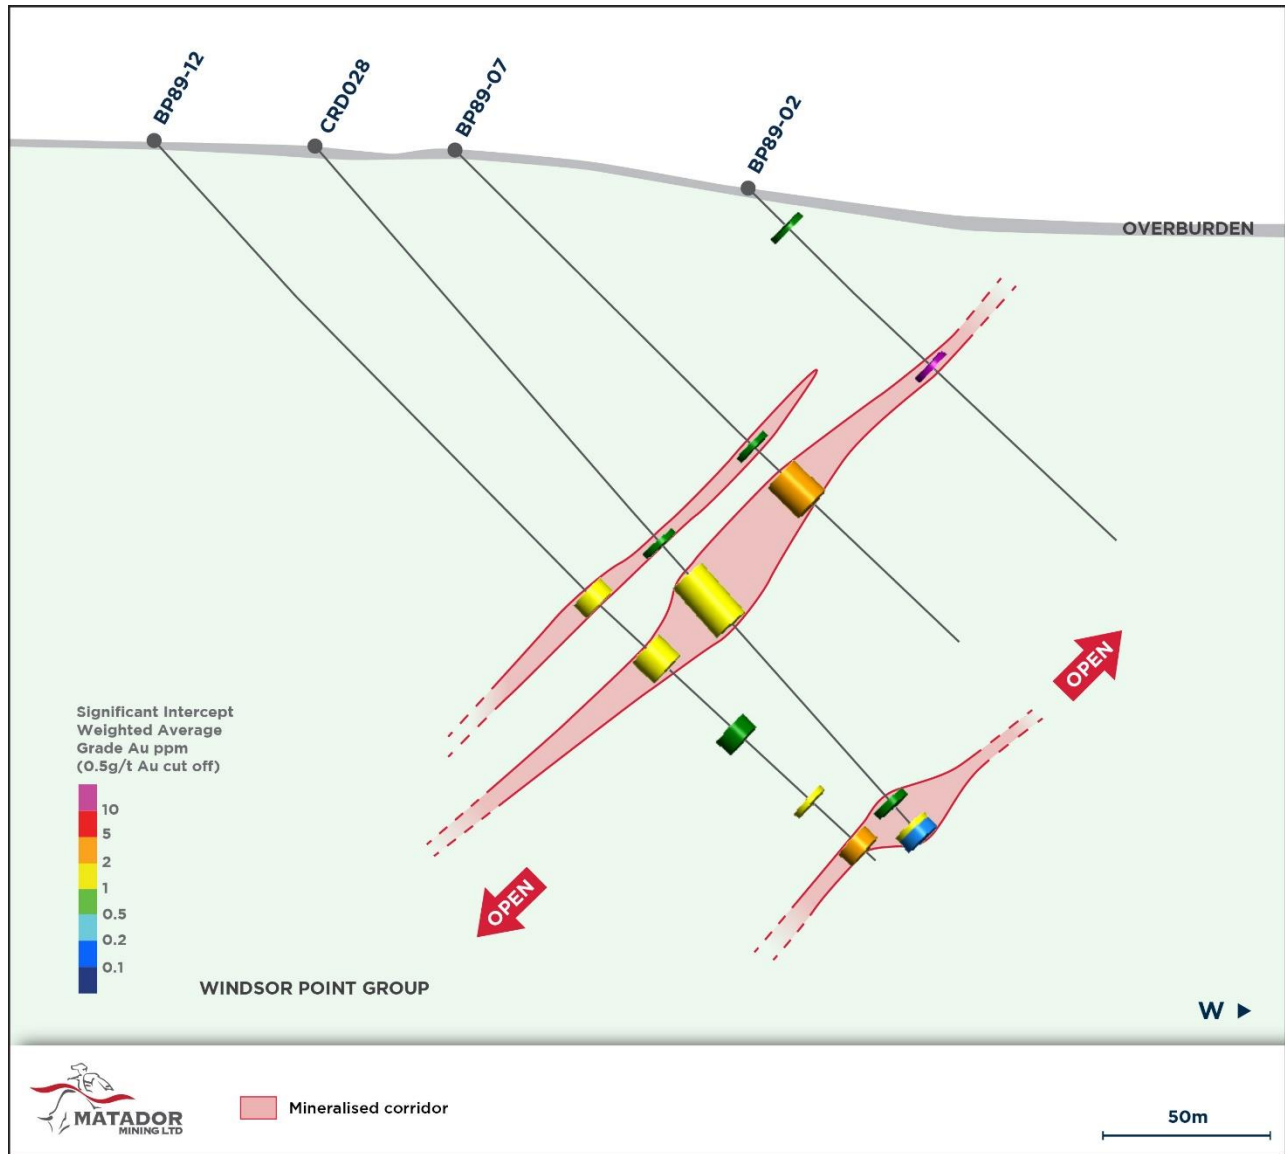 BP89-12
CRD028
BP89-07
BP89-02
OVERBURDEN
OPEN
Significant Intercept
Weighted Average
Grade Au ppm
(0.5g/t Au cut off)
10
5
2
1
0.5
0.2
0.1
OPEN
WINDSOR POINT GROUP
W
MATADOR
MINING LTD
Mineralised corridor
50m